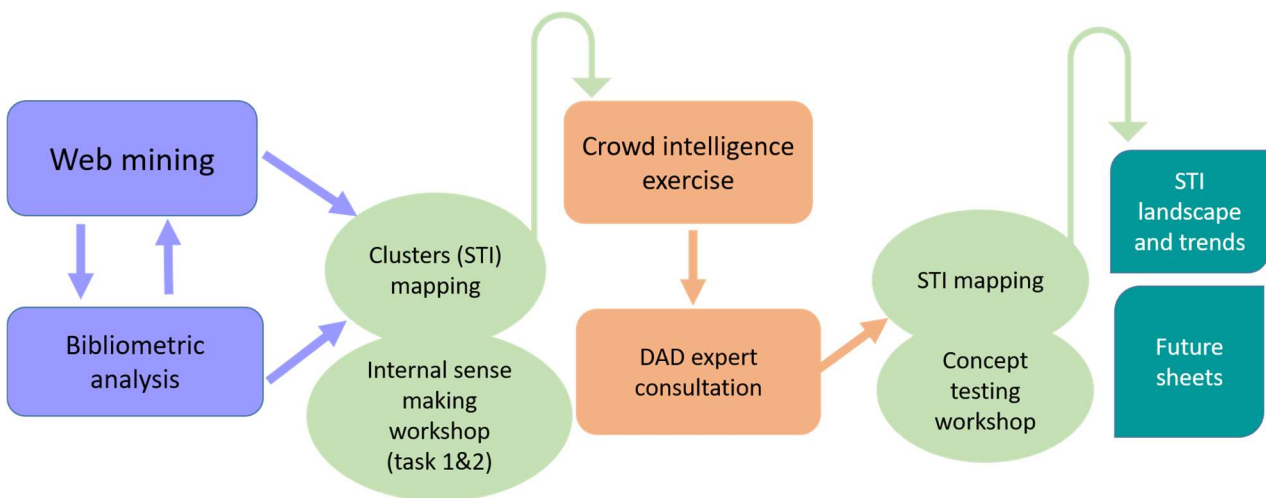 Web mining
Bibliometric
analysis
Clusters (STI)
mapping
Internal sense
making
workshop
(task 1&2)
Crowd intelligence
exercise
DAD expert
consultation
STI mapping
Concept
testing
workshop
STI
landscape
and trends
Future
sheets